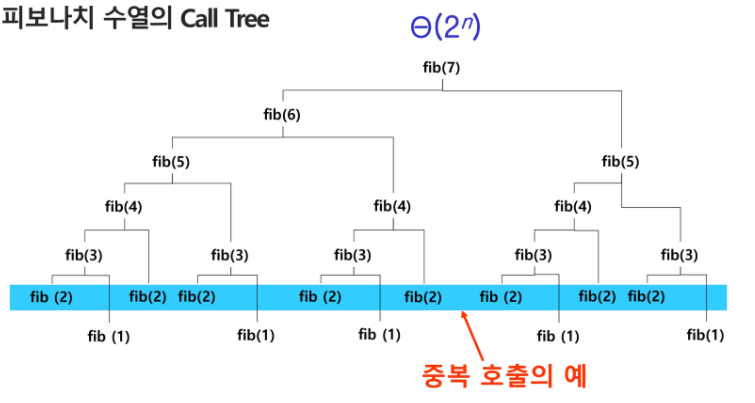 피보나치 수열의 Call Tree
Θ(2ⁿ)
fib(7)
fib(6)
fib(5) fib(5)
fib(4) fib(4) fib(4)
fib(3) fib(3) fib(3) fib(3) fib(3)
fib (2) fib(2) fib(2) fib (2) fib(2) fib (2) fib(2) fib(2)
fib (1) fib(1) fib (1) fib (1) fib(1)
중복 호출의 예